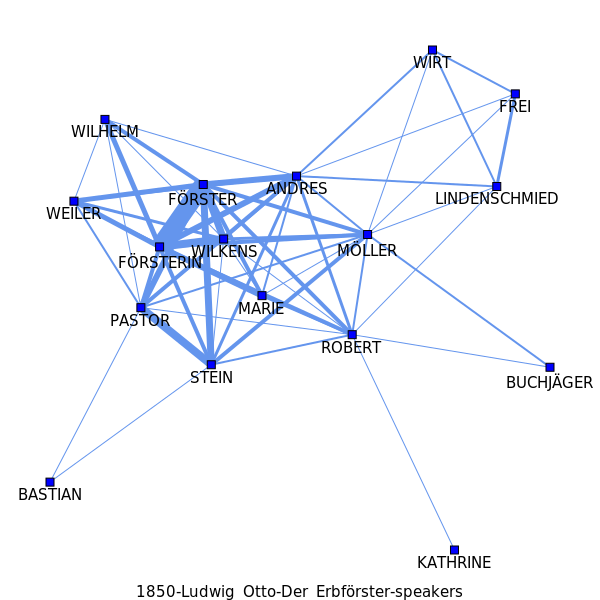 WIRT
FREI
WILHELM
ANDRES
FÖRSTER
LINDENSCHMIED
WEILER
WILKENS
MÖLLER
FÖRSTERIN
MARIE
PASTOR
ROBERT
STEIN
BUCHJÄGER
BASTIAN
KATHRINE
1850-Ludwig_Otto-Der_Erbförster-speakers